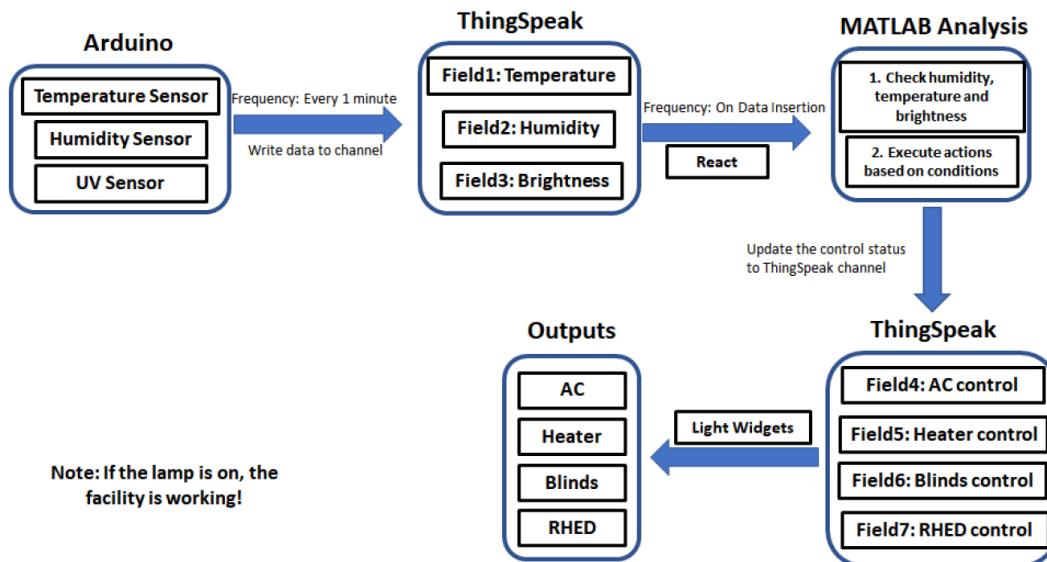 Arduino
Temperature Sensor
Humidity Sensor
UV Sensor
Frequency: Every 1 minute
Write data to channel
ThingSpeak
Field1: Temperature
Field2: Humidity
Field3: Brightness
Frequency: On Data Insertion
React
MATLAB Analysis
1. Check humidity,
temperature and
brightness
2. Execute actions
based on conditions
Update the control status
to ThingSpeak channel
ThingSpeak
Field4: AC control
Field5: Heater control
Field6: Blinds control
Field7: RHED control
Light Widgets
Outputs
AC
Heater
Blinds
RHED
Note: If the lamp is on, the
facility is working!